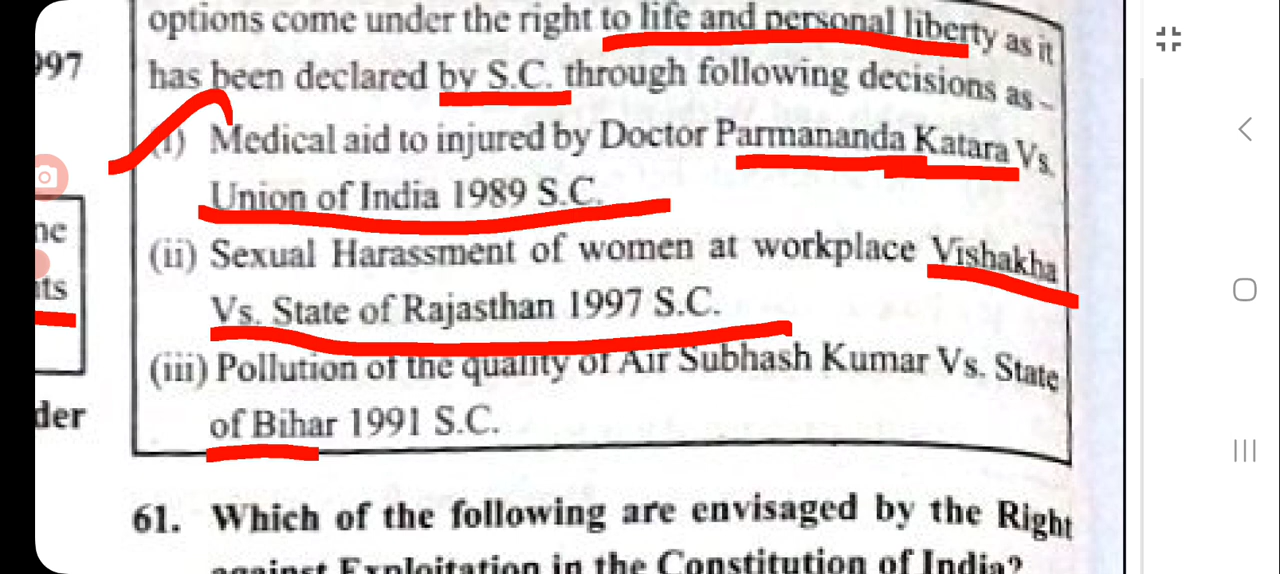 options come under the right to life and personal liberty as it
997
has been declared by S.C. through following decisions as –
(i) Medical aid to injured by Doctor Parmananda Katara Vs.
Union of India 1989 S.C.
(ii) Sexual Harassment of women at workplace Vishakha
Vs. State of Rajasthan 1997 S.C.
(iii) Pollution of the quality of Air Subhash Kumar Vs. State
der
of Bihar 1991 S.C.
61. Which of the following are envisaged by the Right
against Exploitation in the Constitution of India?